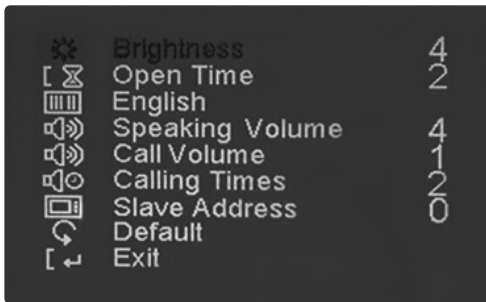 Brightness 4
Open Time 2
English
Speaking Volume 4
Call Volume 1
Calling Times 2
Slave Address 0
Default
Exit